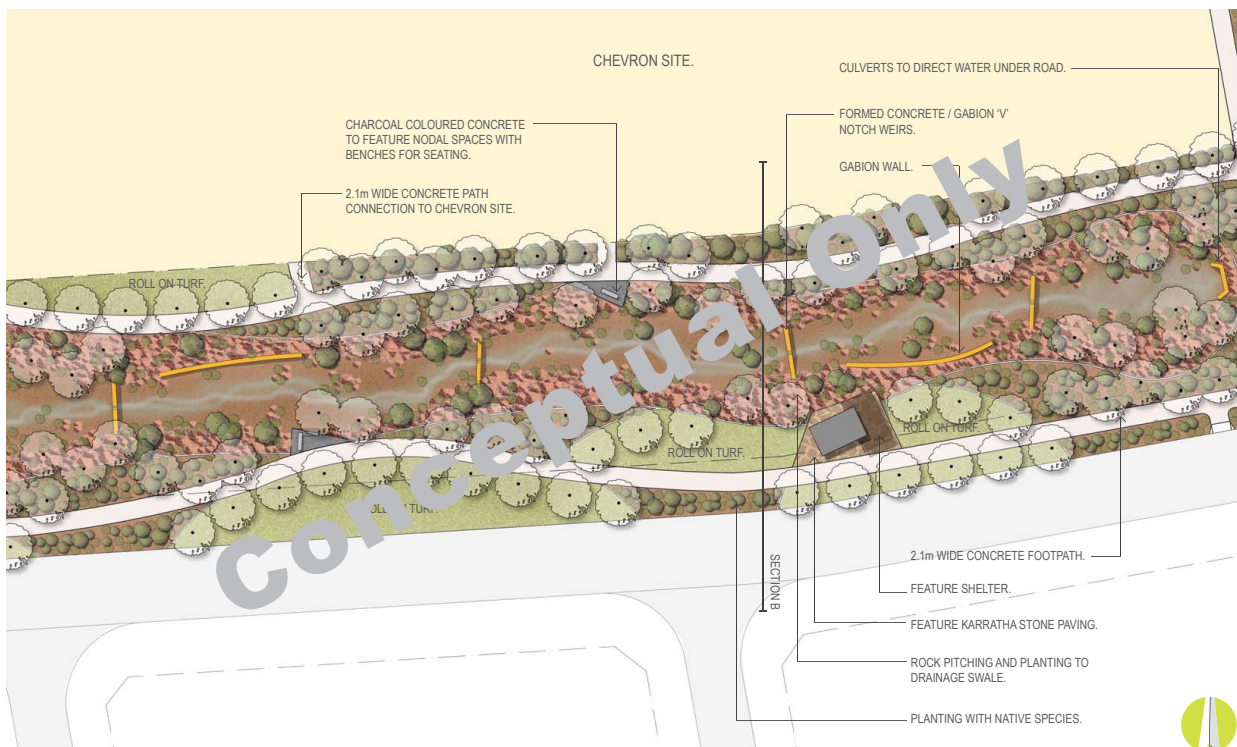 CHEVRON SITE.
CULVERTS TO DIRECT WATER UNDER ROAD.
CHARCOAL COLOURED CONCRETE
TO FEATURE NODAL SPACES WITH
BENCHES FOR SEATING.
FORMED CONCRETE / GABION ‘V’
NOTCH WEIRS.
GABION WALL.
2.1m WIDE CONCRETE PATH
CONNECTION TO CHEVRON SITE.
ROLL ON TURF.
Conceptual Only
ROLL ON TURF.
ROLL ON TURF.
ROLL ON TURF.
SECTION B
2.1m WIDE CONCRETE FOOTPATH.
FEATURE SHELTER.
FEATURE KARRATHA STONE PAVING.
ROCK PITCHING AND PLANTING TO
DRAINAGE SWALE.
PLANTING WITH NATIVE SPECIES.